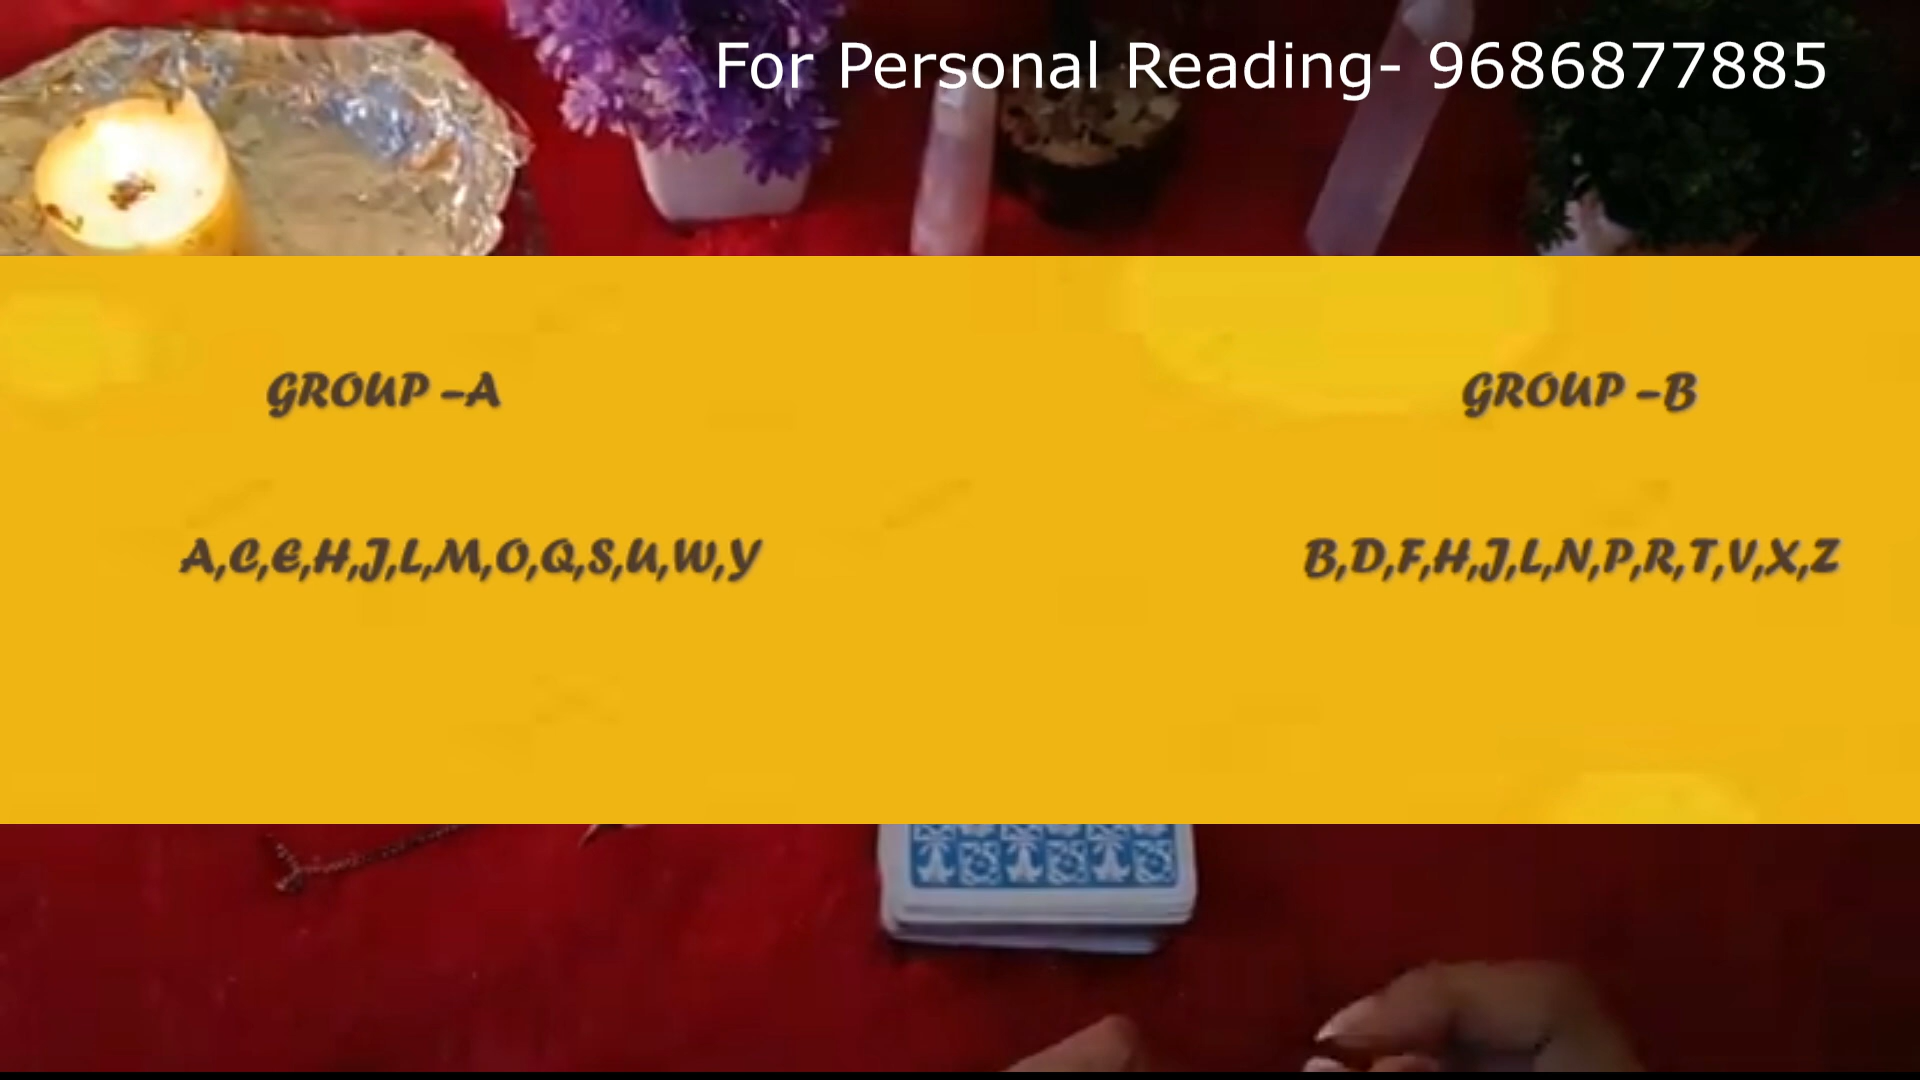 For Personal Reading- 9686877885
GROUP -A
GROUP -B
A,C,E,H,J,L,M,O,Q,S,U,W,Y
B,D,F,H,J,L,N,P,R,T,V,X,Z